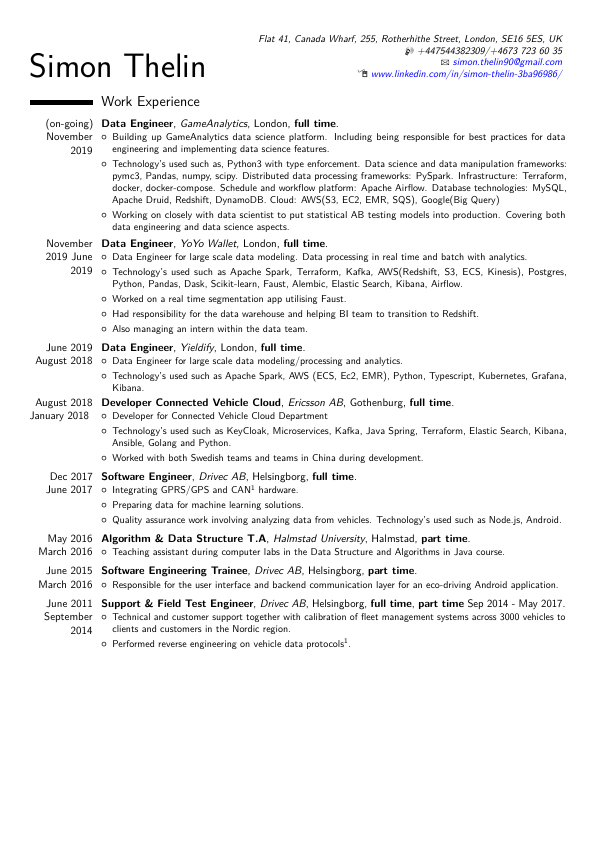 Flat 41, Canada Wharf, 255, Rotherhithe Street, London, SE16 5ES, UK
+447544382309/+4673 723 60 35
simon.thelin90@gmail.com
www.linkedin.com/in/simon-thelin-3ba96986/
Simon Thelin
Work Experience
(on-going) Data Engineer, GameAnalytics, London, full time.
November ○ Building up GameAnalytics data science platform. Including being responsible for best practices for data
2019 engineering and implementing data science features.
○ Technology's used such as, Python3 with type enforcement. Data science and data manipulation frameworks:
pymc3, Pandas, numpy, scipy. Distributed data processing frameworks: PySpark. Infrastructure: Terraform,
docker, docker-compose. Schedule and workflow platform: Apache Airflow. Database technologies: MySQL,
Apache Druid, Redshift, DynamoDB. Cloud: AWS(S3, EC2, EMR, SQS), Google(Big Query)
○ Working on closely with data scientist to put statistical AB testing models into production. Covering both
data engineering and data science aspects.
November Data Engineer, YoYo Wallet, London, full time.
2019 June ○ Data Engineer for large scale data modeling. Data processing in real time and batch with analytics.
2019 ○ Technology's used such as Apache Spark, Terraform, Kafka, AWS(Redshift, S3, ECS, Kinesis), Postgres,
Python, Pandas, Dask, Scikit-learn, Faust, Alembic, Elastic Search, Kibana, Airflow.
○ Worked on a real time segmentation app utilising Faust.
○ Had responsibility for the data warehouse and helping BI team to transition to Redshift.
○ Also managing an intern within the data team.
June 2019 Data Engineer, Yieldify, London, full time.
August 2018 ○ Data Engineer for large scale data modeling/processing and analytics.
○ Technology's used such as Apache Spark, AWS (ECS, Ec2, EMR), Python, Typescript, Kubernetes, Grafana,
Kibana.
August 2018 Developer Connected Vehicle Cloud, Ericsson AB, Gothenburg, full time.
January 2018 ○ Developer for Connected Vehicle Cloud Department
○ Technology's used such as KeyCloak, Microservices, Kafka, Java Spring, Terraform, Elastic Search, Kibana,
Ansible, Golang and Python.
○ Worked with both Swedish teams and teams in China during development.
Dec 2017 Software Engineer, Drivec AB, Helsingborg, full time.
June 2017 ○ Integrating GPRS/GPS and CAN¹ hardware.
○ Preparing data for machine learning solutions.
○ Quality assurance work involving analyzing data from vehicles. Technology's used such as Node.js, Android.
May 2016 Algorithm & Data Structure T.A, Halmstad University, Halmstad, part time.
March 2016 ○ Teaching assistant during computer labs in the Data Structure and Algorithms in Java course.
June 2015 Software Engineering Trainee, Drivec AB, Helsingborg, part time.
March 2016 ○ Responsible for the user interface and backend communication layer for an eco-driving Android application.
June 2011 Support & Field Test Engineer, Drivec AB, Helsingborg, full time, part time Sep 2014 - May 2017.
September ○ Technical and customer support together with calibration of fleet management systems across 3000 vehicles to
2014 clients and customers in the Nordic region.
○ Performed reverse engineering on vehicle data protocols¹.